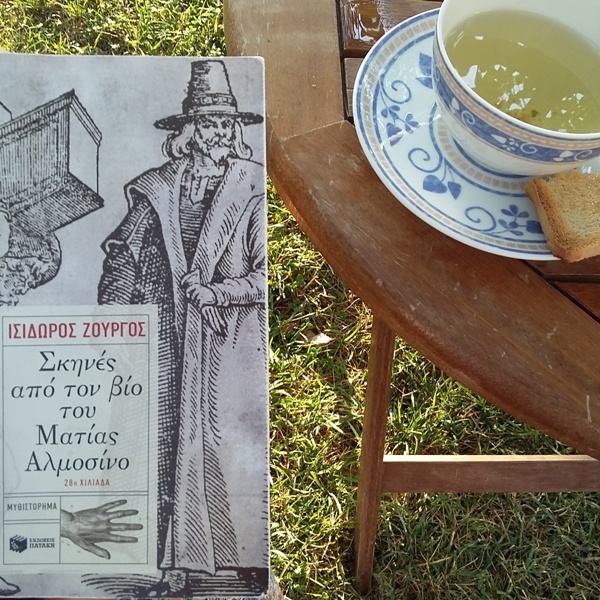 ΙΣΙΔΩΡΟΣ ΖΟΥΡΓΟΣ
Σκηνές
από τον βίο
του
Ματίας
Αλμοσίνο
28η ΧΙΛΙΑΔΑ
ΜΥΘΙΣΤΟΡΗΜΑ
ΕΚΔΟΣΕΙΣ
ΠΑΤΑΚΗ